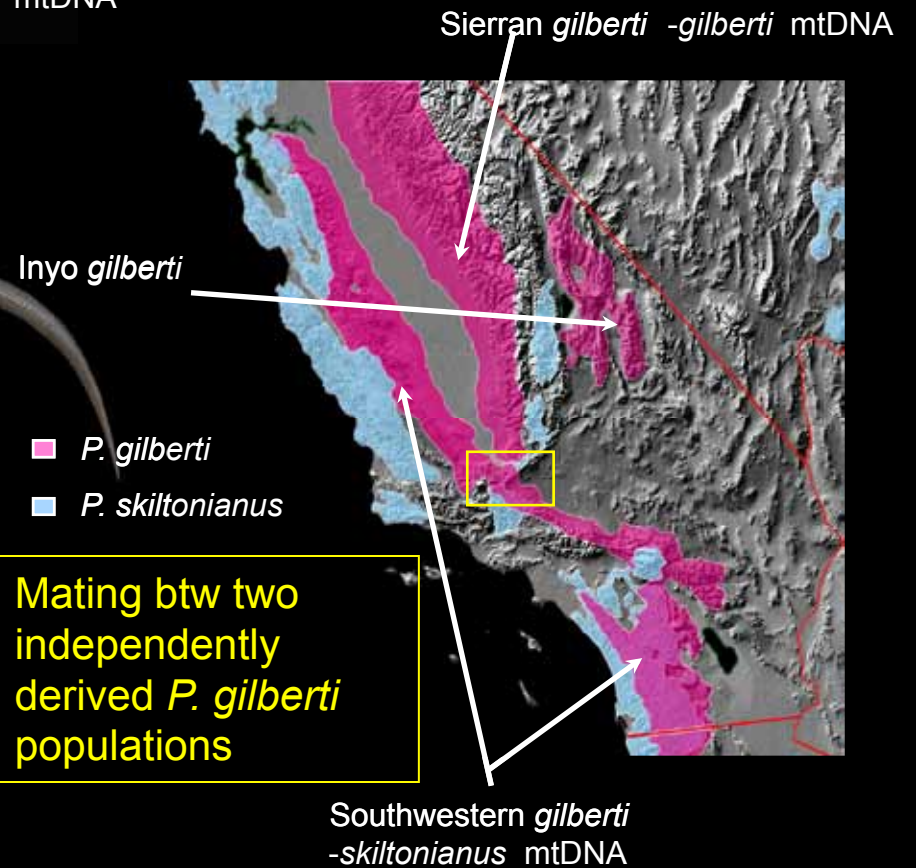 mtDNA
Sierran gilberti -gilberti mtDNA
Inyo gilberti
P. gilberti
P. skiltonianus
Mating btw two
independently
derived P. gilberti
populations
Southwestern gilberti
-skiltonianus mtDNA